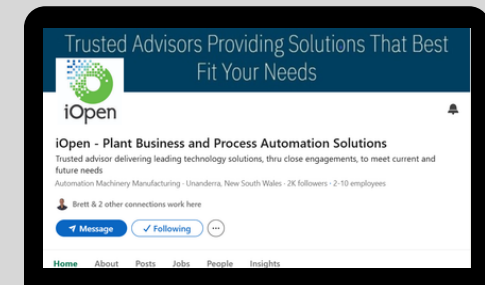 Trusted Advisors Providing Solutions That Best
Fit Your Needs
iOpen
iOpen - Plant Business and Process Automation Solutions
Trusted advisor delivering leading technology solutions, thru close engagements, to meet current and
future needs
Automation Machinery Manufacturing · Unanderra, New South Wales · 2K followers · 2-10 employees
Brett & 2 other connections work here
Message Following
Home About Posts Jobs People Insights